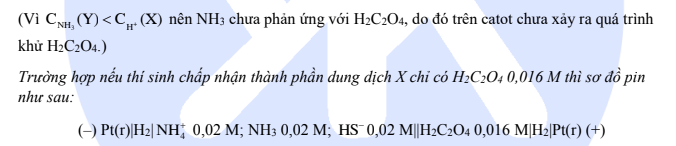 (Vì C_{NH₃}(Y) < C_{H⁺}(X) nên NH₃ chưa phản ứng với H₂C₂O₄, do đó trên catot chưa xảy ra quá trình
khử H₂C₂O₄.)
Trường hợp nếu thí sinh chấp nhận thành phần dung dịch X chỉ có H₂C₂O₄ 0,016 M thì sơ đồ pin
như sau:
(–) Pt(r)|H₂| NH₄⁺ 0,02 M; NH₃ 0,02 M; HS⁻ 0,02 M||H₂C₂O₄ 0,016 M|H₂|Pt(r) (+)